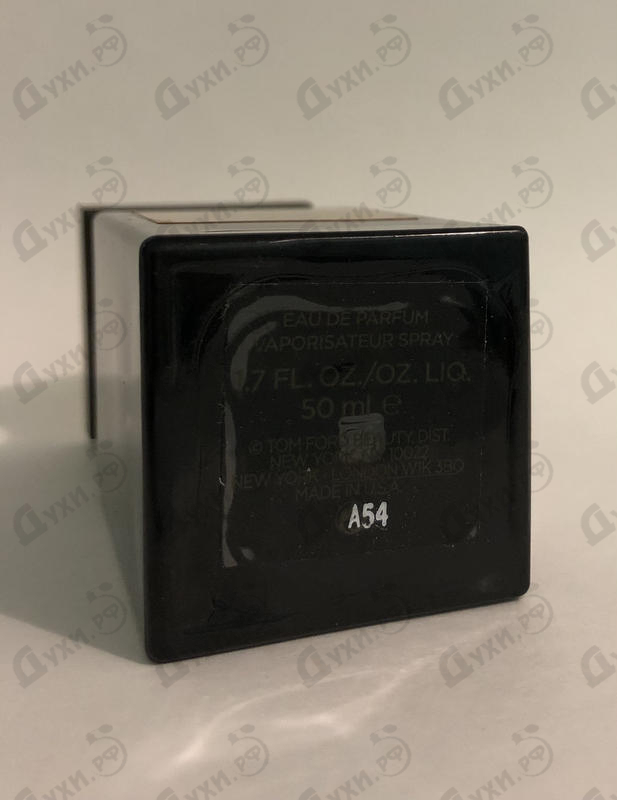 EAU DE PARFUM
VAPORISATEUR SPRAY
1.7 FL. OZ./OZ. LIQ.
50 ml e
© TOM FORD BEAUTY, DIST.
NEW YORK, NY 10022
NEW YORK - LONDON W1K 3BQ
MADE IN U.S.A.
A54
Духи.рф